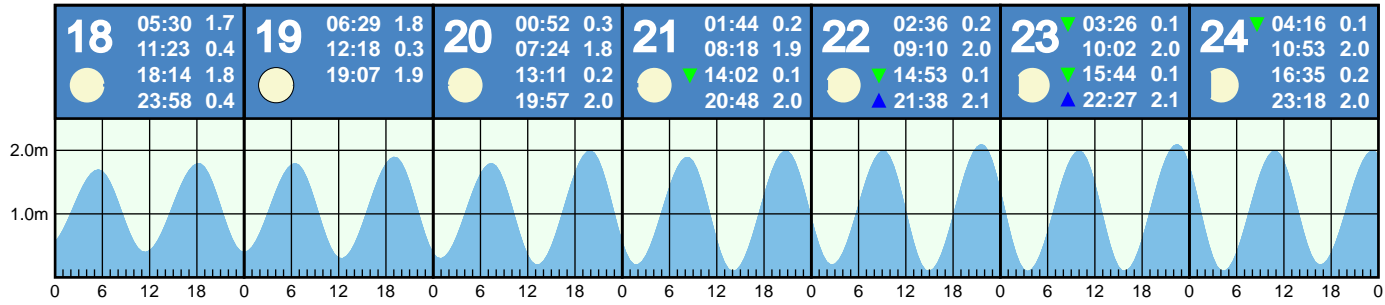 18 05:30 1.7
11:23 0.4
18:14 1.8
23:58 0.4
19 06:29 1.8
12:18 0.3
19:07 1.9
20 00:52 0.3
07:24 1.8
13:11 0.2
19:57 2.0
21 01:44 0.2
08:18 1.9
▼ 14:02 0.1
20:48 2.0
22 02:36 0.2
09:10 2.0
▼ 14:53 0.1
▲ 21:38 2.1
23 ▼ 03:26 0.1
10:02 2.0
▼ 15:44 0.1
▲ 22:27 2.1
24 ▼ 04:16 0.1
10:53 2.0
16:35 0.2
23:18 2.0
2.0m
1.0m
0 6 12 18 0 6 12 18 0 6 12 18 0 6 12 18 0 6 12 18 0 6 12 18 0 6 12 18 0